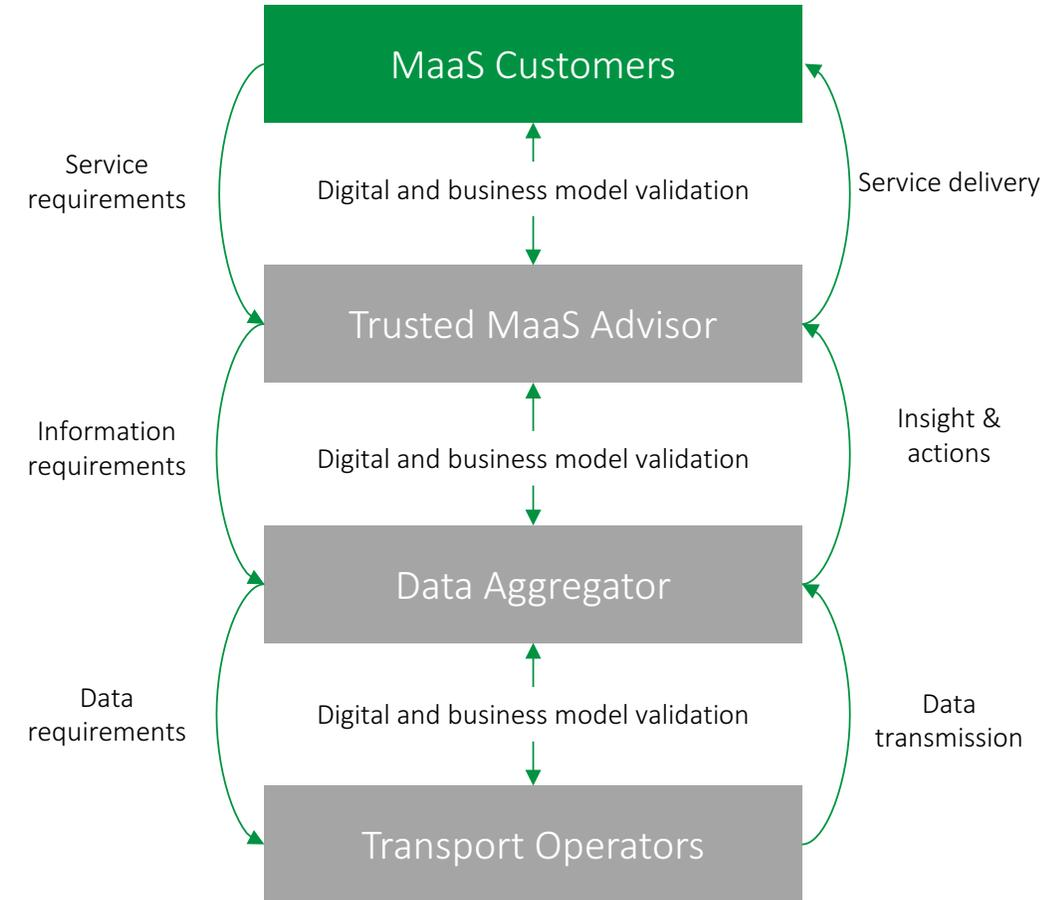 MaaS Customers
Service
requirements
Digital and business model validation
Service delivery
Trusted MaaS Advisor
Information
requirements
Digital and business model validation
Insight &
actions
Data Aggregator
Data
requirements
Digital and business model validation
Data
transmission
Transport Operators